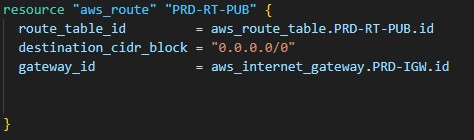 resource "aws_route" "PRD-RT-PUB" {
  route_table_id         = aws_route_table.PRD-RT-PUB.id
  destination_cidr_block = "0.0.0.0/0"
  gateway_id             = aws_internet_gateway.PRD-IGW.id
}